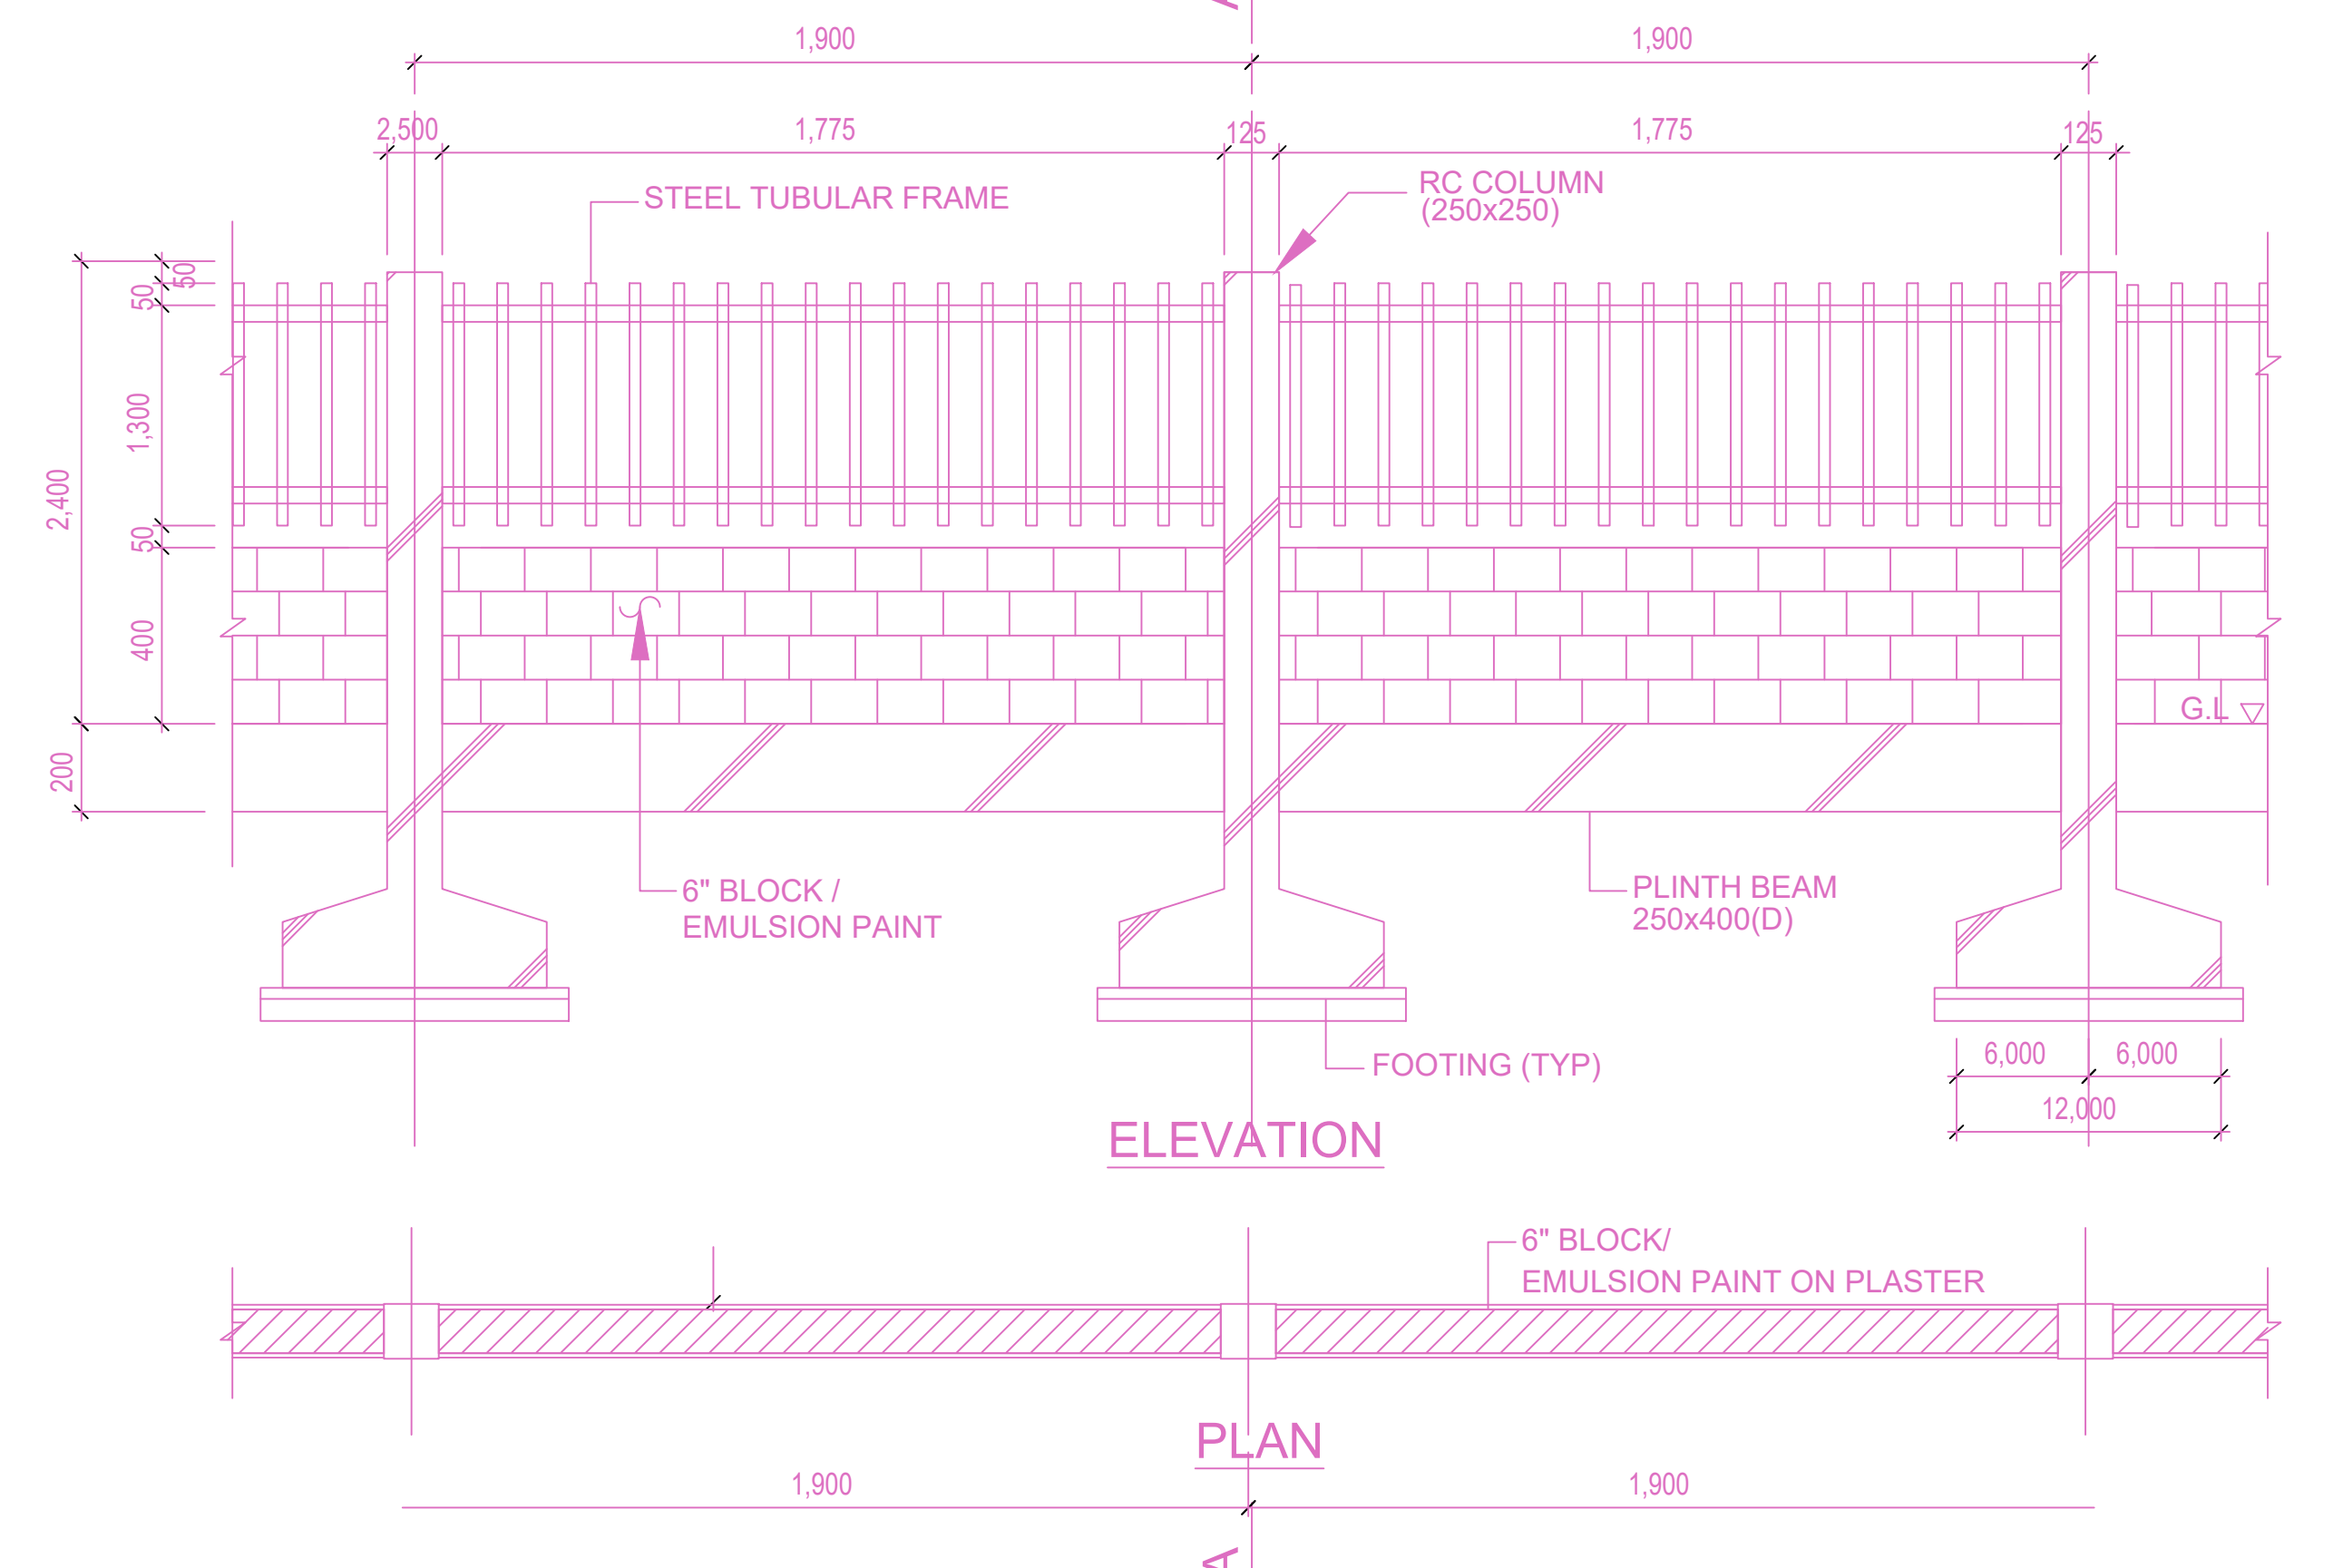 A
1,900
1,900
2,500
1,775
125
1,775
125
STEEL TUBULAR FRAME
RC COLUMN
(250x250)
50
50
1,300
2,400
50
400
200
G.L
6" BLOCK /
EMULSION PAINT
PLINTH BEAM
250x400(D)
FOOTING (TYP)
6,000
6,000
12,000
ELEVATION
6" BLOCK/
EMULSION PAINT ON PLASTER
PLAN
1,900
1,900
A